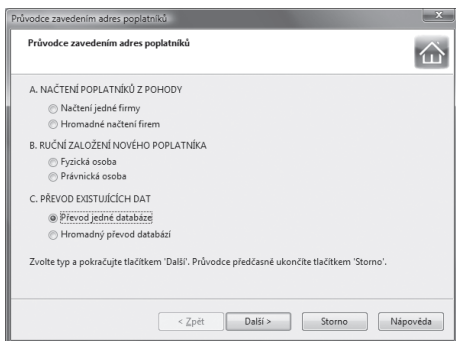 Průvodce zavedením adres poplatníků
Průvodce zavedením adres poplatníků
A. NAČTENÍ POPLATNÍKŮ Z POHODY
Načtení jedné firmy
Hromadné načtení firem
B. RUČNÍ ZALOŽENÍ NOVÉHO POPLATNÍKA
Fyzická osoba
Právnická osoba
C. PŘEVOD EXISTUJÍCÍCH DAT
Převod jedné databáze
Hromadný převod databází
Zvolte typ a pokračujte tlačítkem 'Další'. Průvodce předčasně ukončíte tlačítkem 'Storno'.
< Zpět Další > Storno Nápověda